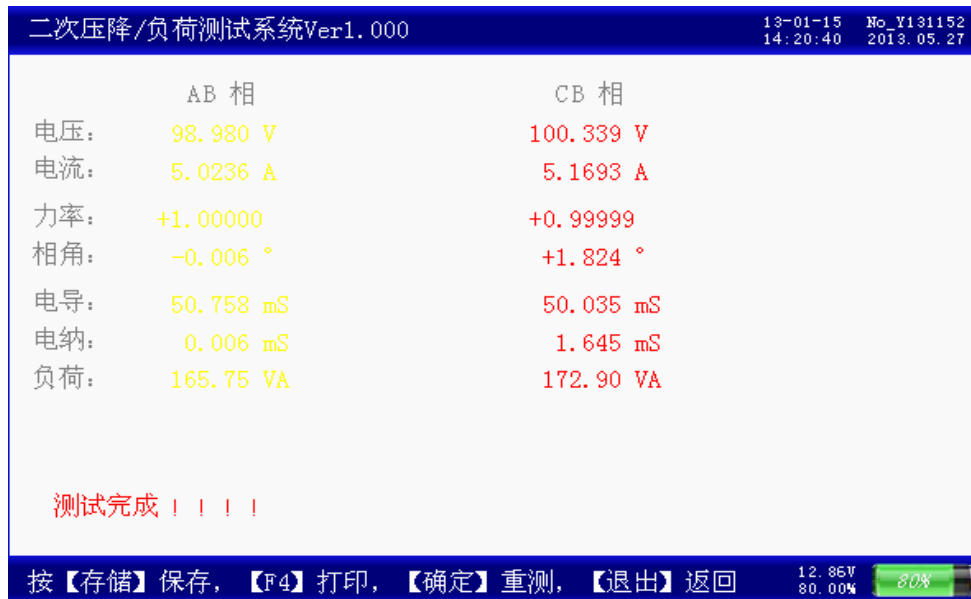 二次压降/负荷测试系统Ver1.000 13-01-15 No_Y131152
14:20:40 2013.05.27
AB 相 CB 相
电压： 98.980 V 100.339 V
电流： 5.0236 A 5.1693 A
力率： +1.00000 +0.99999
相角： -0.006 ° +1.824 °
电导： 50.758 mS 50.035 mS
电纳： 0.006 mS 1.645 mS
负荷： 165.75 VA 172.90 VA
测试完成！！！！
按【存储】保存，【F4】打印，【确定】重测，【退出】返回 12.86V
80.00% 80%